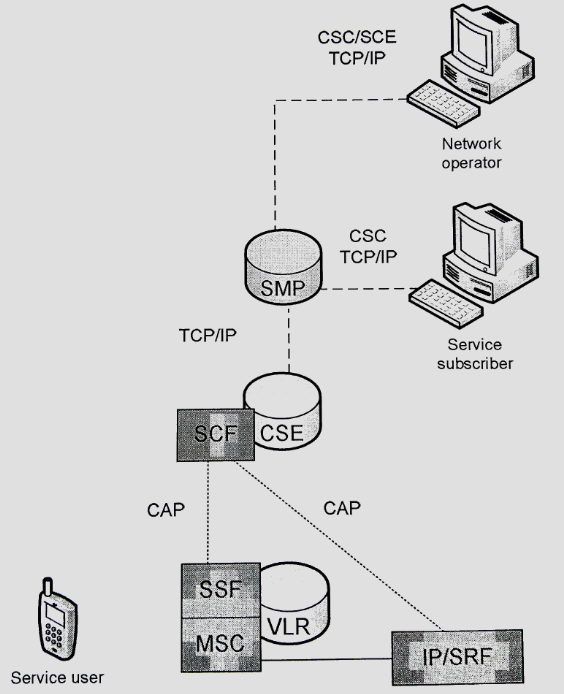 CSC/SCE
TCP/IP
Network
operator
CSC
TCP/IP
SMP
Service
subscriber
TCP/IP
SCF
CSE
CAP
CAP
SSF
VLR
MSC
IP/SRF
Service user